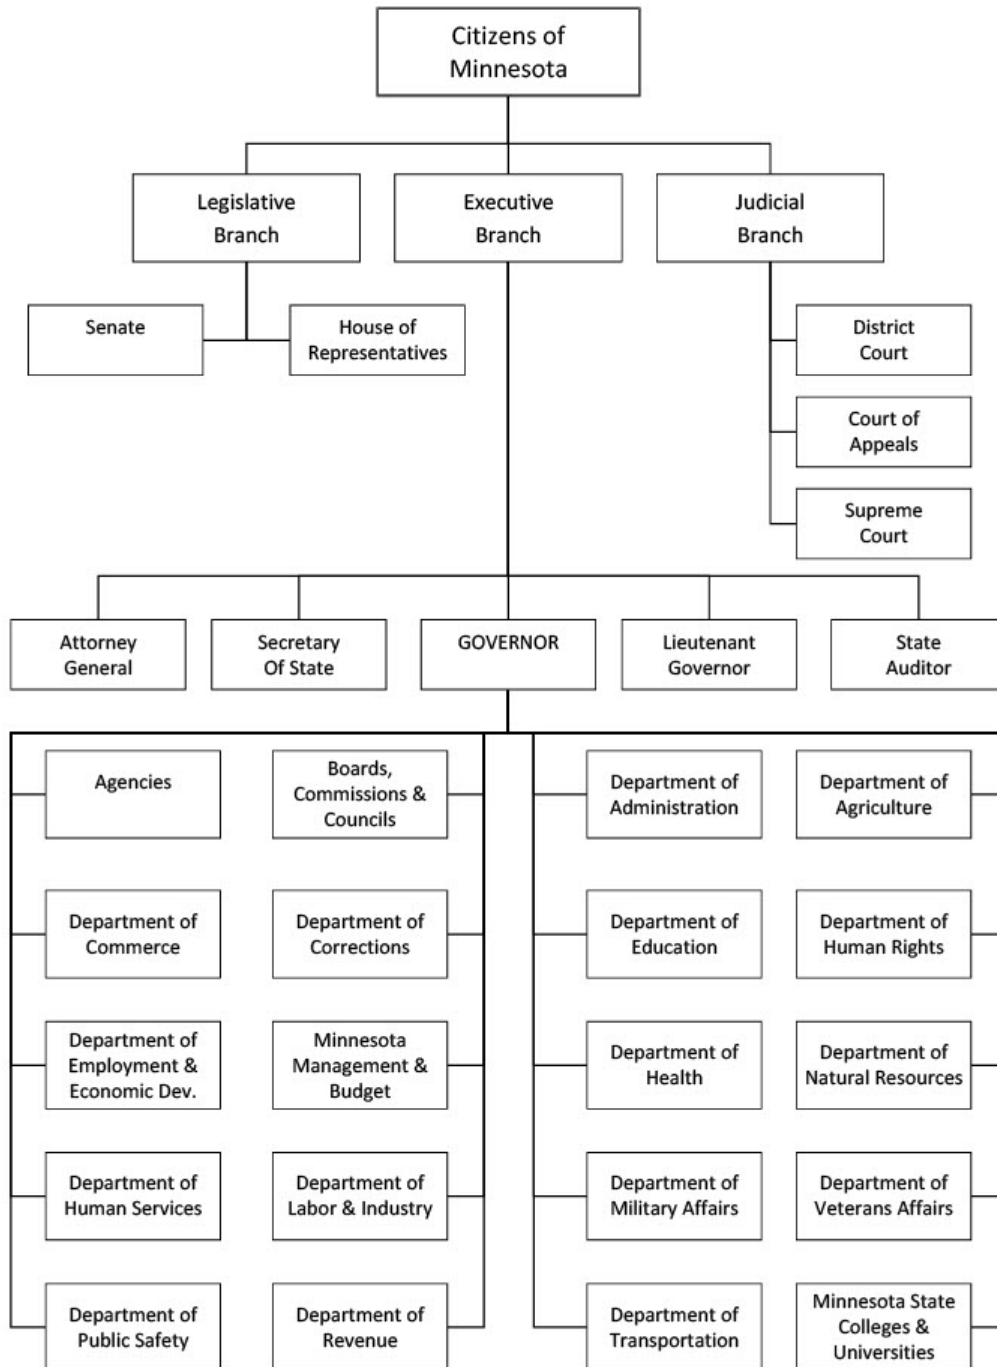 Citizens of
Minnesota
Legislative
Branch
Executive
Branch
Judicial
Branch
Senate
House of
Representatives
District
Court
Court of
Appeals
Supreme
Court
Attorney
General
Secretary
Of State
GOVERNOR
Lieutenant
Governor
State
Auditor
Agencies
Boards,
Commissions &
Councils
Department of
Administration
Department of
Agriculture
Department of
Commerce
Department of
Corrections
Department of
Education
Department of
Human Rights
Department of
Employment &
Economic Dev.
Minnesota
Management &
Budget
Department of
Health
Department of
Natural Resources
Department of
Human Services
Department of
Labor & Industry
Department of
Military Affairs
Department of
Veterans Affairs
Department of
Public Safety
Department of
Revenue
Department of
Transportation
Minnesota State
Colleges &
Universities